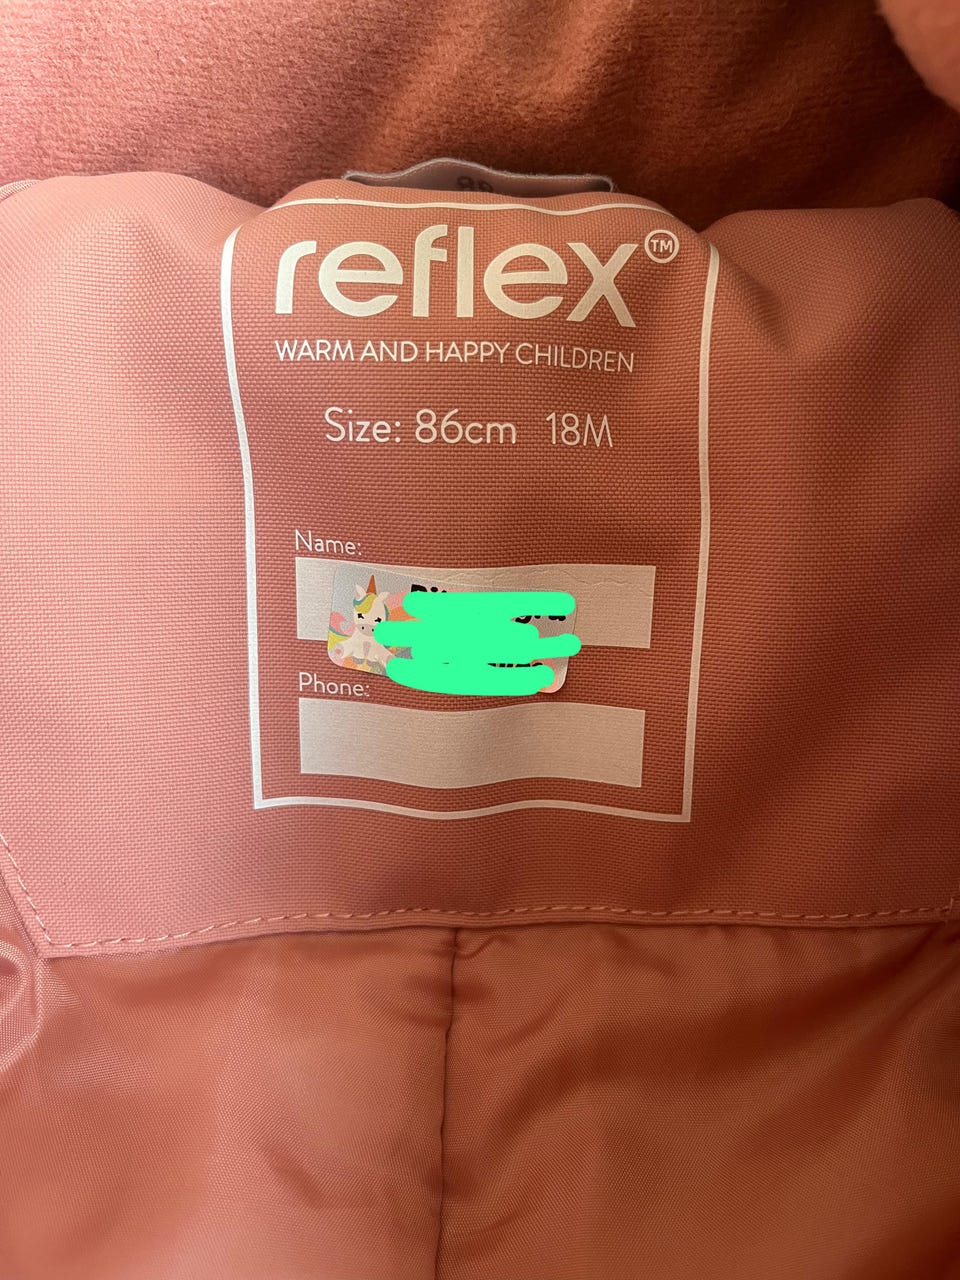 reflex™
WARM AND HAPPY CHILDREN
Size: 86cm 18M
Name:
Phone: